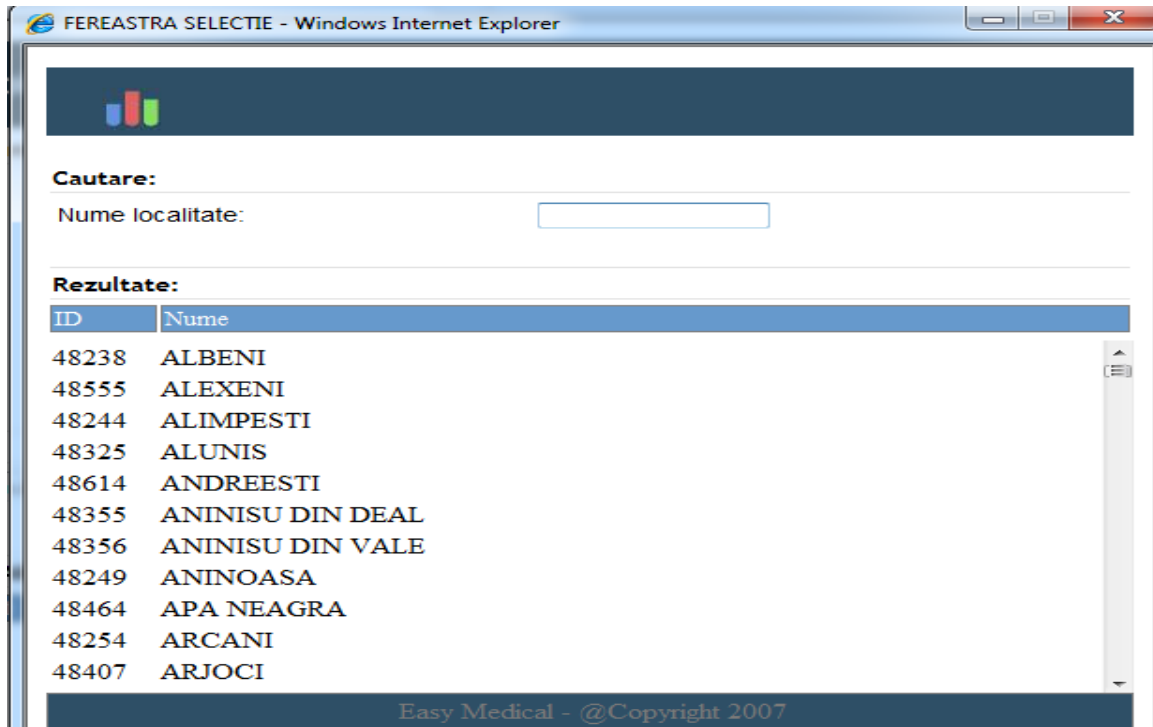 FEREASTRA SELECTIE - Windows Internet Explorer
Cautare:
Nume localitate:
Rezultate:
ID Nume
48238 ALBENI
48555 ALEXENI
48244 ALIMPESTI
48325 ALUNIS
48614 ANDREESTI
48355 ANINISU DIN DEAL
48356 ANINISU DIN VALE
48249 ANINOASA
48464 APA NEAGRA
48254 ARCANI
48407 ARJOCI
Easy Medical - @Copyright 2007